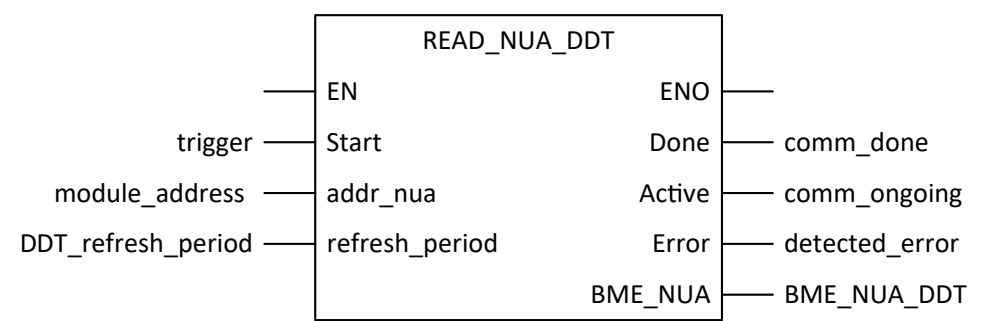 READ_NUA_DDT
EN ENO
trigger Start Done comm_done
module_address addr_nua Active comm_ongoing
DDT_refresh_period refresh_period Error detected_error
BME_NUA BME_NUA_DDT